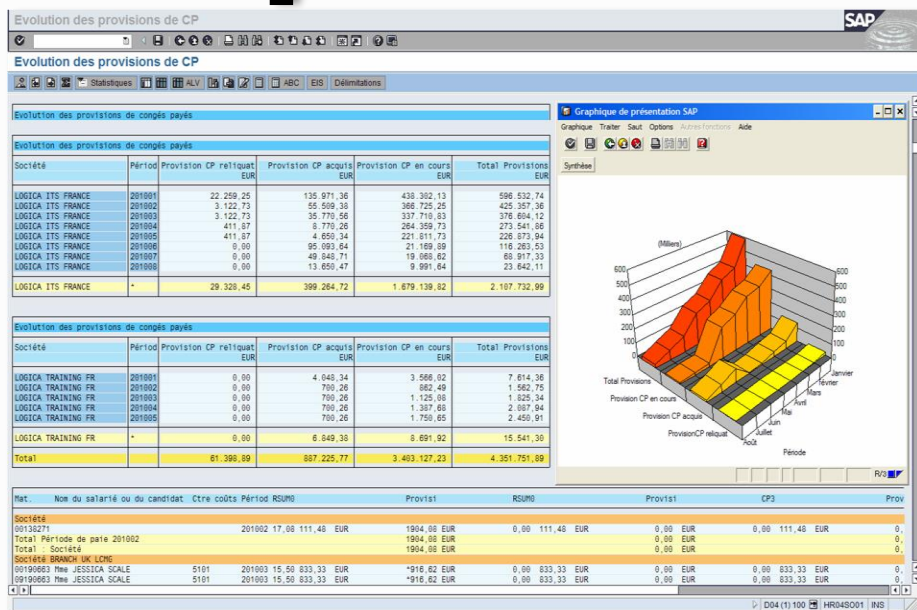 Evolution des provisions de CP
SAP
Evolution des provisions de CP
Statistiques ALV ABC EIS Délimitations
Evolution des provisions de congés payés
Evolution des provisions de congés payés
Société Périod Provision CP reliquat Provision CP acquis Provision CP en cours Total Provisions
EUR EUR EUR EUR
LOGICA ITS FRANCE 201001 22.259,25 135.971,36 438.302,13 596.532,74
LOGICA ITS FRANCE 201002 3.122,73 55.509,38 366.725,25 425.357,36
LOGICA ITS FRANCE 201003 3.122,73 35.770,56 337.710,83 376.604,12
LOGICA ITS FRANCE 201004 411,87 8.770,26 264.359,73 273.541,86
LOGICA ITS FRANCE 201005 411,87 4.650,34 221.811,73 226.873,94
LOGICA ITS FRANCE 201006 0,00 95.093,64 21.169,89 116.263,53
LOGICA ITS FRANCE 201007 0,00 49.848,71 19.068,62 68.917,33
LOGICA ITS FRANCE 201008 0,00 13.650,47 9.991,64 23.642,11
LOGICA ITS FRANCE * 29.328,45 399.264,72 1.679.139,82 2.107.732,99
Evolution des provisions de congés payés
Société Périod Provision CP reliquat Provision CP acquis Provision CP en cours Total Provisions
EUR EUR EUR EUR
LOGICA TRAINING FR 201001 0,00 4.048,34 3.566,02 7.614,36
LOGICA TRAINING FR 201002 0,00 700,26 862,49 1.562,75
LOGICA TRAINING FR 201003 0,00 700,26 1.125,08 1.825,34
LOGICA TRAINING FR 201004 0,00 700,26 1.387,68 2.087,94
LOGICA TRAINING FR 201005 0,00 700,26 1.750,65 2.450,91
LOGICA TRAINING FR * 0,00 6.849,38 8.691,92 15.541,30
Total 61.398,89 887.225,77 3.403.127,23 4.351.751,89
Graphique de présentation SAP
Graphique Traiter Saut Options Autres fonctions Aide
Synthèse
(Milliers)
600 600
500 500
400 400
300 300
200 200
100 100
0 0
Total Provisions
Provision CP en cours
Provision CP acquis
ProvisionCP reliquat
Janvier
Février
Mars
Avril
Mai
Juin
Juillet
Août
Période
R/3
Mat. Nom du salarié ou du candidat Ctre coûts Périod RSUM0 Provisi RSUM0 Provisi CP3 Prov
Société
00138271 201002 17,08 111,48 EUR 1904,08 EUR 0,00 111,48 EUR 0,00 EUR 0,00 111,48 EUR 0,
Total Période de paie 201002 1904,08 EUR 0,00 EUR 0,
Total : Société 1904,08 EUR 0,00 EUR 0,
Société BRANCH UK LCMG
00190663 Mme JESSICA SCALE 5101 201003 15,50 833,33 EUR *916,62 EUR 0,00 833,33 EUR 0,00 EUR 0,00 833,33 EUR 0,
09190663 Mme JESSICA SCALE 5101 201003 15,50 833,33 EUR *916,62 EUR 0,00 833,33 EUR 0,00 EUR 0,00 833,33 EUR 0,
D04 (1) 100 HR04SO01 INS